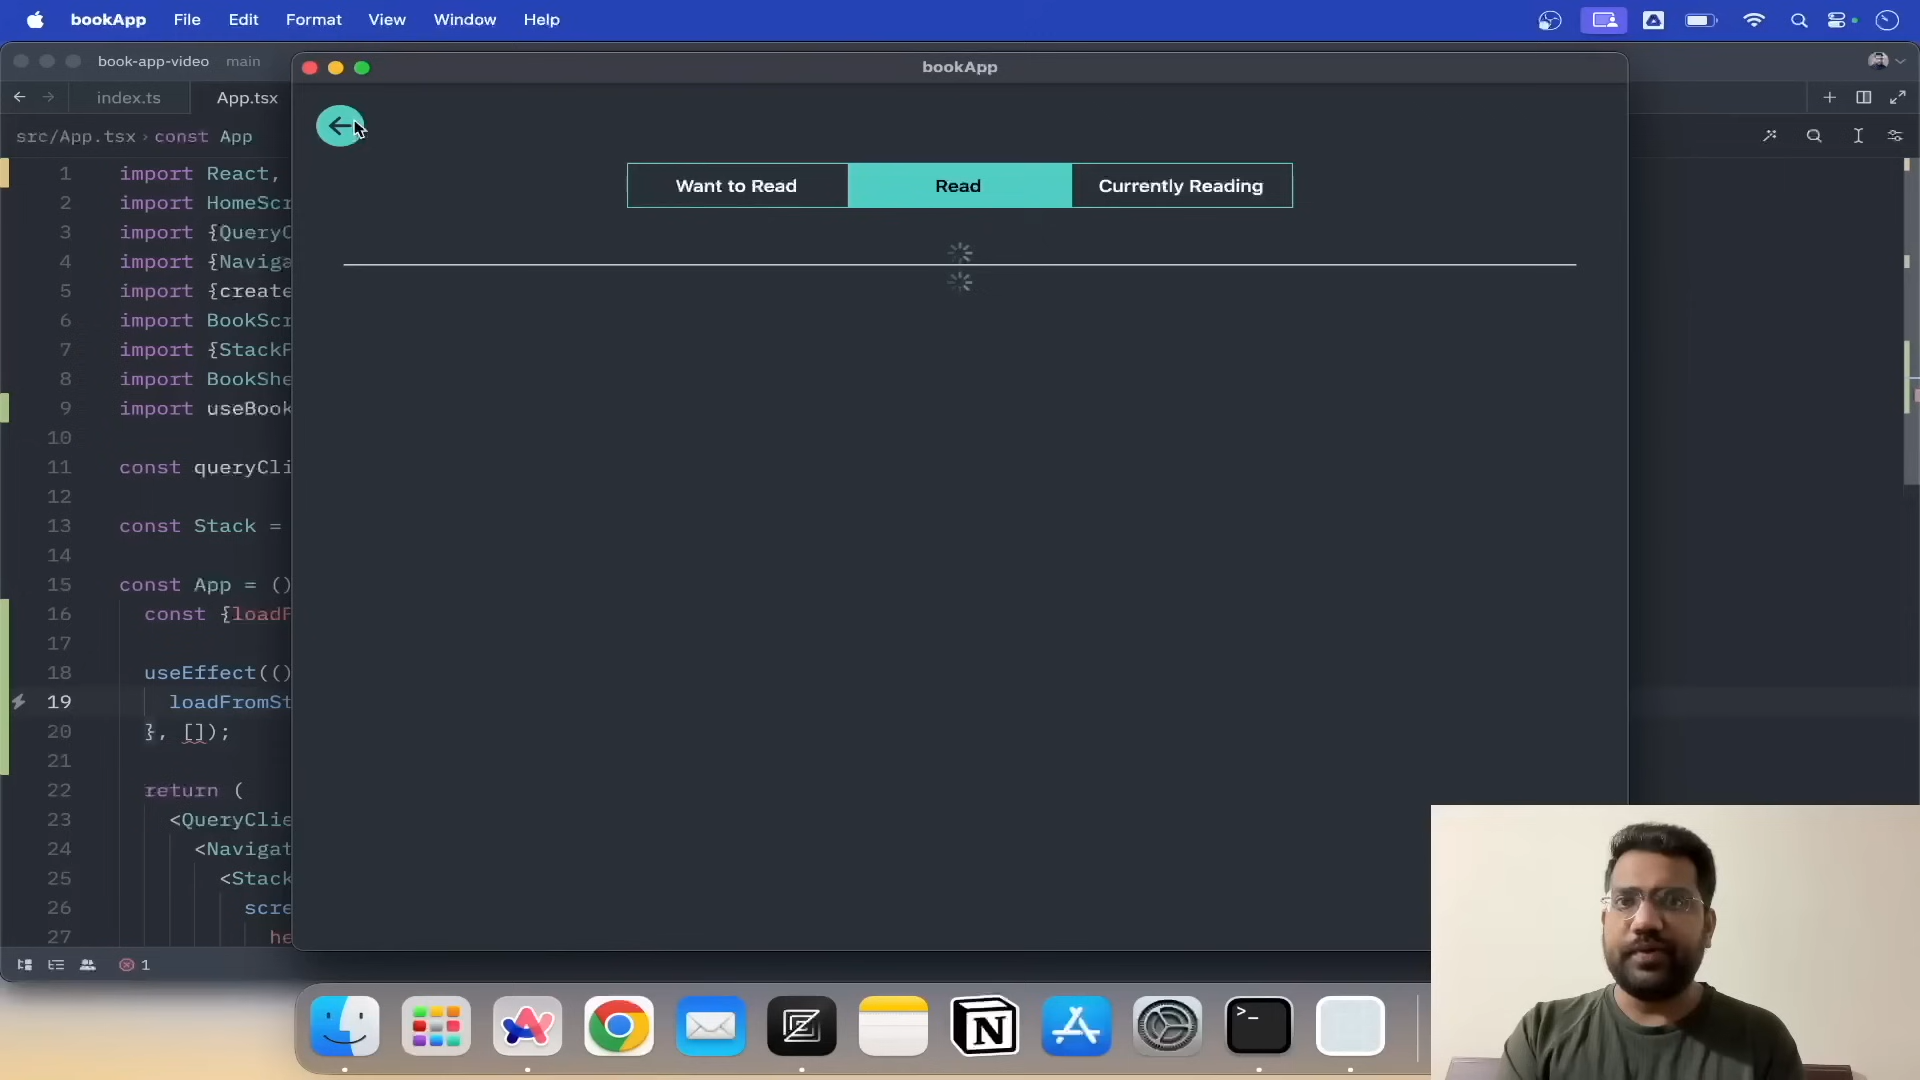 bookApp File Edit Format View Window Help
book-app-video main
bookApp
index.ts App.tsx
src/App.tsx › const App
Want to Read Read Currently Reading
1 import React,
2 import HomeScr
3 import {QueryC
4 import {Naviga
5 import {create
6 import BookScr
7 import {StackP
8 import BookShe
9 import useBook
10
11 const queryCli
12
13 const Stack =
14
15 const App = ()
16 const {loadF
17
18 useEffect(()
19 loadFromSt
20 }, []);
21
22 return (
23 <QueryClie
24 <Navigat
25 <Stack
26 scre
27 he
1